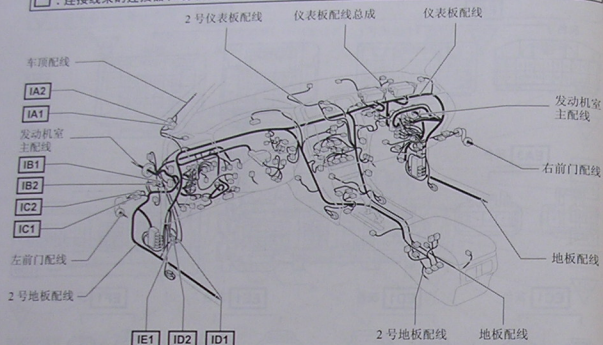 2号仪表板配线
仪表板配线总成
仪表板配线
车顶配线
IA2
IA1
发动机室
主配线
发动机室
主配线
IB1
IB2
IC2
IC1
右前门配线
左前门配线
地板配线
2号地板配线
2号地板配线
地板配线
IE1
ID2
ID1